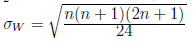 σ_W = √(n(n + 1)(2n + 1) / 24)